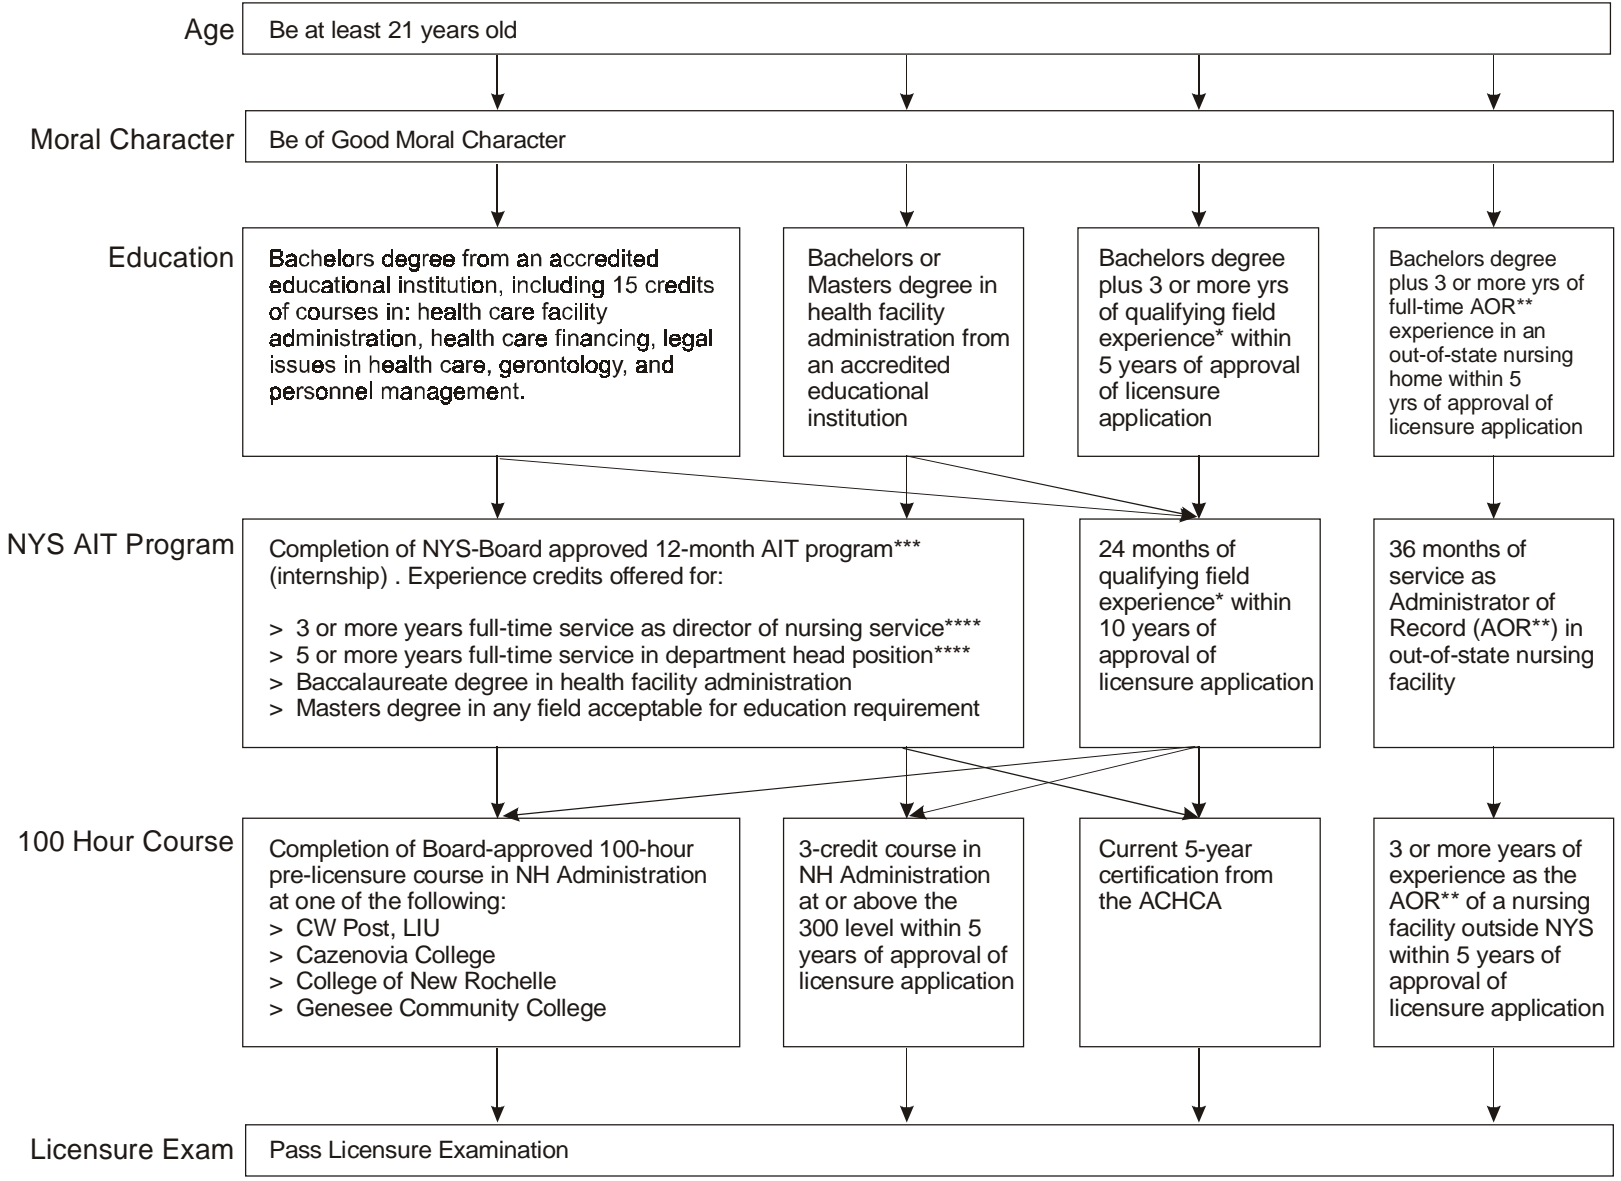 Age
Be at least 21 years old
Moral Character
Be of Good Moral Character
Education
Bachelors degree from an accredited
educational institution, including 15 credits
of courses in: health care facility
administration, health care financing, legal
issues in health care, gerontology, and
personnel management.
Bachelors or
Masters degree in
health facility
administration from
an accredited
educational
institution
Bachelors degree
plus 3 or more yrs
of qualifying field
experience* within
5 years of approval
of licensure
application
Bachelors degree
plus 3 or more yrs of
full-time AOR**
experience in an
out-of-state nursing
home within 5
yrs of approval of
licensure application
NYS AIT Program
Completion of NYS-Board approved 12-month AIT program***
(internship) . Experience credits offered for:
> 3 or more years full-time service as director of nursing service****
> 5 or more years full-time service in department head position****
> Baccalaureate degree in health facility administration
> Masters degree in any field acceptable for education requirement
24 months of
qualifying field
experience* within
10 years of
approval of
licensure application
36 months of
service as
Administrator of
Record (AOR**) in
out-of-state nursing
facility
100 Hour Course
Completion of Board-approved 100-hour
pre-licensure course in NH Administration
at one of the following:
> CW Post, LIU
> Cazenovia College
> College of New Rochelle
> Genesee Community College
3-credit course in
NH Administration
at or above the
300 level within 5
years of approval of
licensure application
Current 5-year
certification from
the ACHCA
3 or more years of
experience as the
AOR** of a nursing
facility outside NYS
within 5 years of
approval of
licensure application
Licensure Exam
Pass Licensure Examination